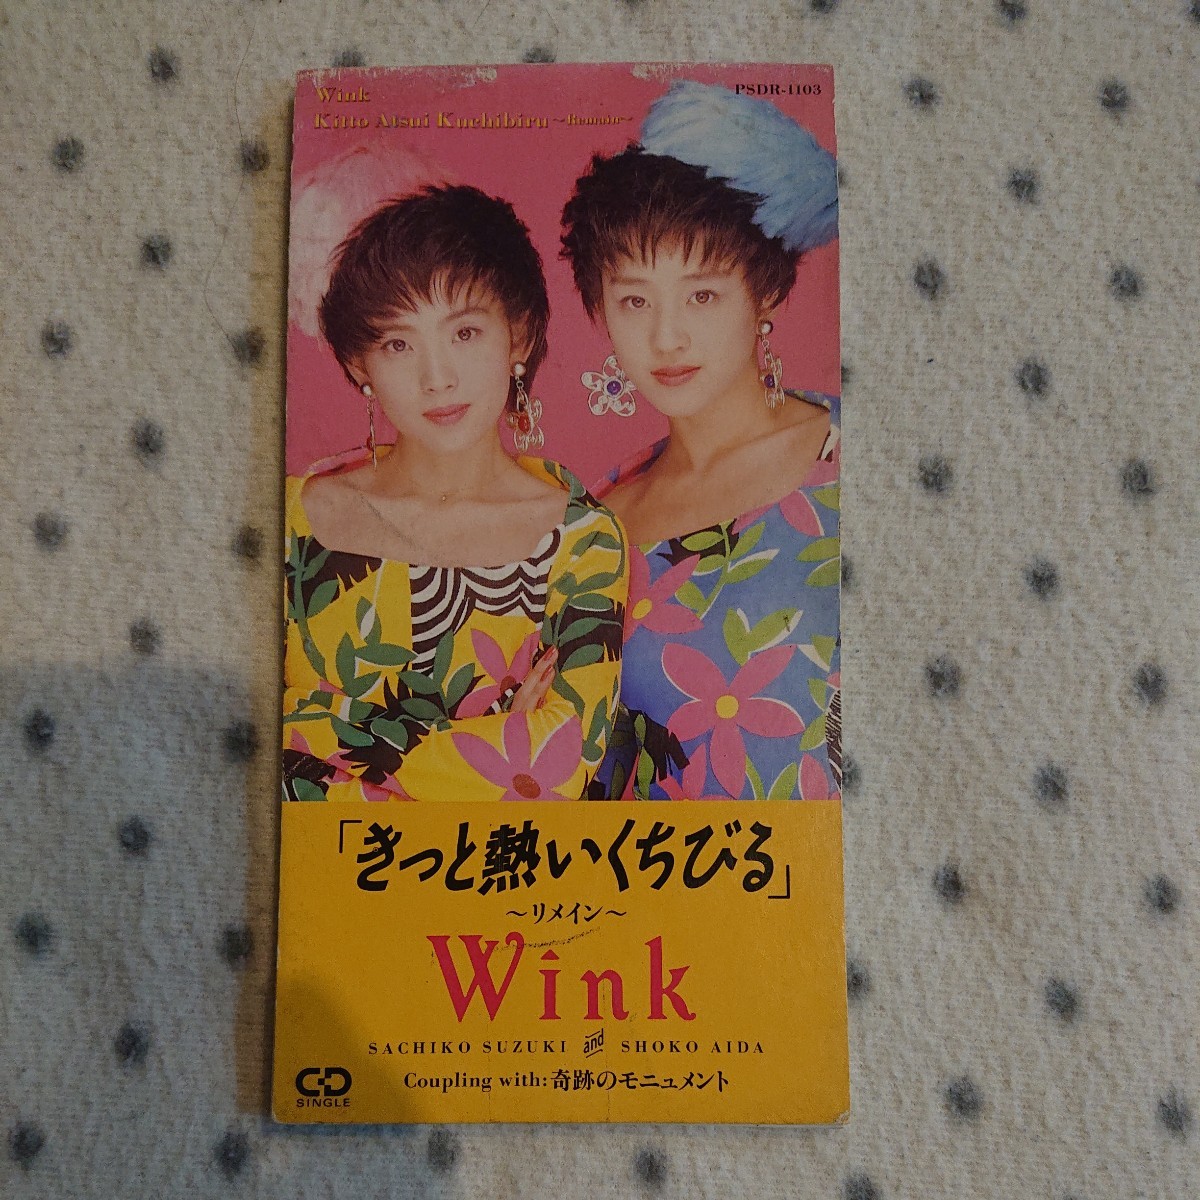 Wink
PSDR-1103
Kitto Atsui Kuchibiru ~Remain~
「きっと熱いくちびる」
〜リメイン〜
Wink
SACHIKO SUZUKI and SHOKO AIDA
Coupling with: 奇跡のモニュメント
CD
SINGLE